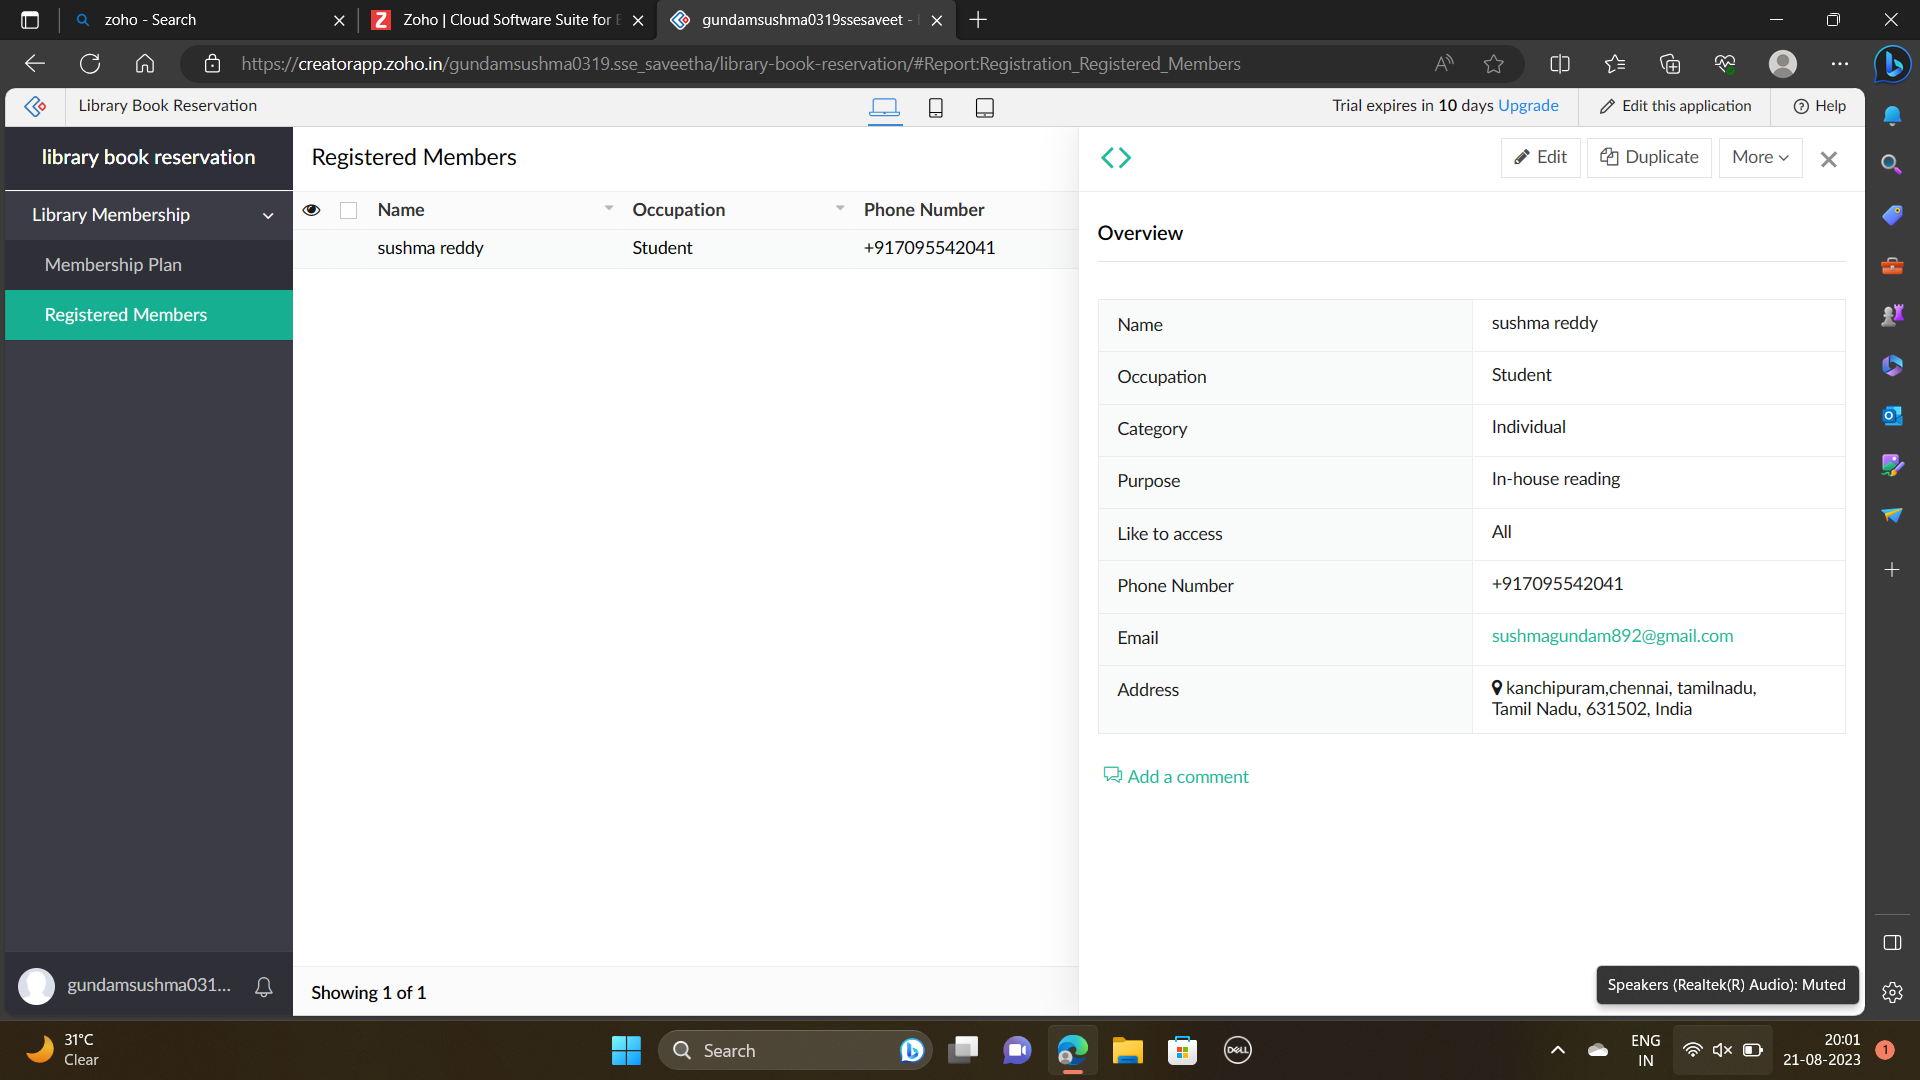 zoho - Search
Zoho | Cloud Software Suite for
gundamsushma0319ssesaveet -
https://creatorapp.zoho.in/gundamsushma0319.sse_saveetha/library-book-reservation/#Report:Registration_Registered_Members
Library Book Reservation
Trial expires in 10 days Upgrade
Edit this application
Help
library book reservation
Library Membership
Membership Plan
Registered Members
gundamsushma031...
Registered Members
Name Occupation Phone Number
sushma reddy Student +917095542041
Showing 1 of 1
Edit
Duplicate
More
Overview
Name sushma reddy
Occupation Student
Category Individual
Purpose In-house reading
Like to access All
Phone Number +917095542041
Email sushmagundam892@gmail.com
Address kanchipuram,chennai, tamilnadu,
Tamil Nadu, 631502, India
Add a comment
Speakers (Realtek(R) Audio): Muted
31°C
Clear
Search
DELL
ENG
IN
20:01
21-08-2023
1